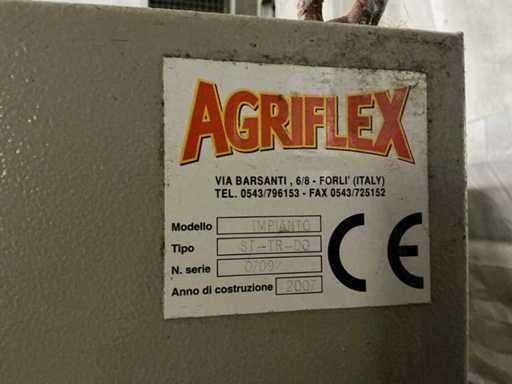 AGRIFLEX
VIA BARSANTI , 6/8 - FORLI' (ITALY)
TEL. 0543/796153 - FAX 0543/725152
Modello IMPIANTO
Tipo ST-TR-DO
N. serie 0709/
Anno di costruzione 2007
CE